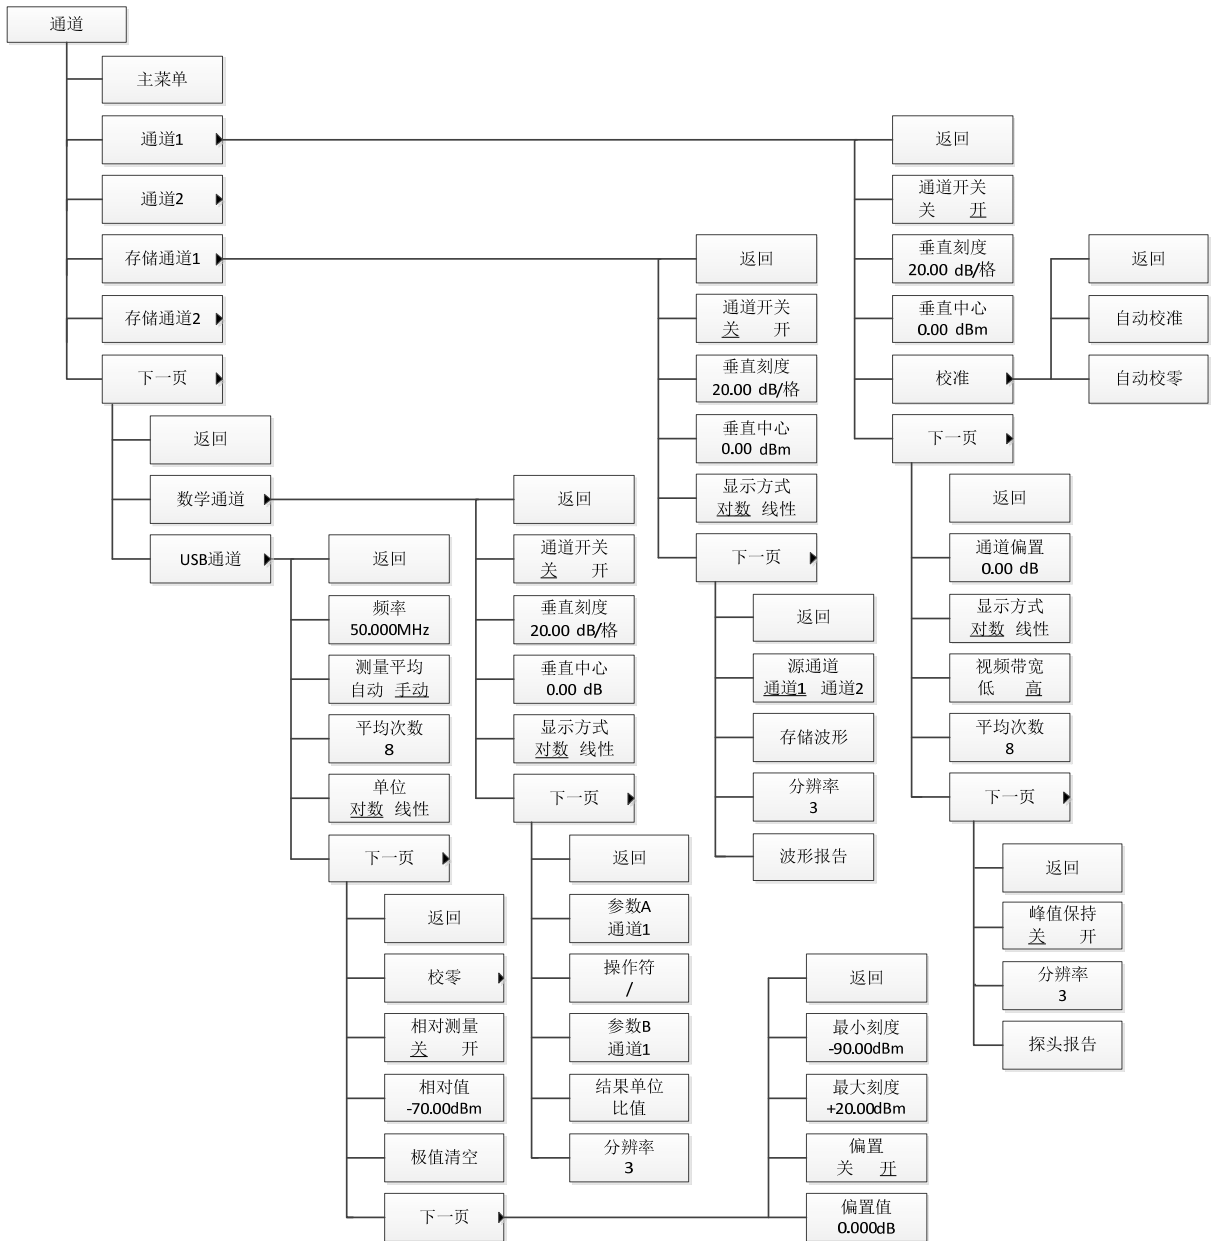 通道
主菜单
通道1
通道2
存储通道1
存储通道2
下一页
返回
数学通道
USB通道
返回
频率
50.000MHz
测量平均
自动 手动
平均次数
8
单位
对数 线性
下一页
返回
校零
相对测量
关 开
相对值
-70.00dBm
极值清空
下一页
返回
最小刻度
-90.00dBm
最大刻度
+20.00dBm
偏置
关 开
偏置值
0.000dB
返回
通道开关
关 开
垂直刻度
20.00 dB/格
垂直中心
0.00 dB
显示方式
对数 线性
下一页
返回
参数A
通道1
操作符
/
参数B
通道1
结果单位
比值
分辨率
3
返回
通道开关
关 开
垂直刻度
20.00 dB/格
垂直中心
0.00 dBm
显示方式
对数 线性
下一页
返回
源通道
通道1 通道2
存储波形
分辨率
3
波形报告
返回
通道开关
关 开
垂直刻度
20.00 dB/格
垂直中心
0.00 dBm
校准
下一页
返回
自动校准
自动校零
返回
通道偏置
0.00 dB
显示方式
对数 线性
视频带宽
低 高
平均次数
8
下一页
返回
峰值保持
关 开
分辨率
3
探头报告